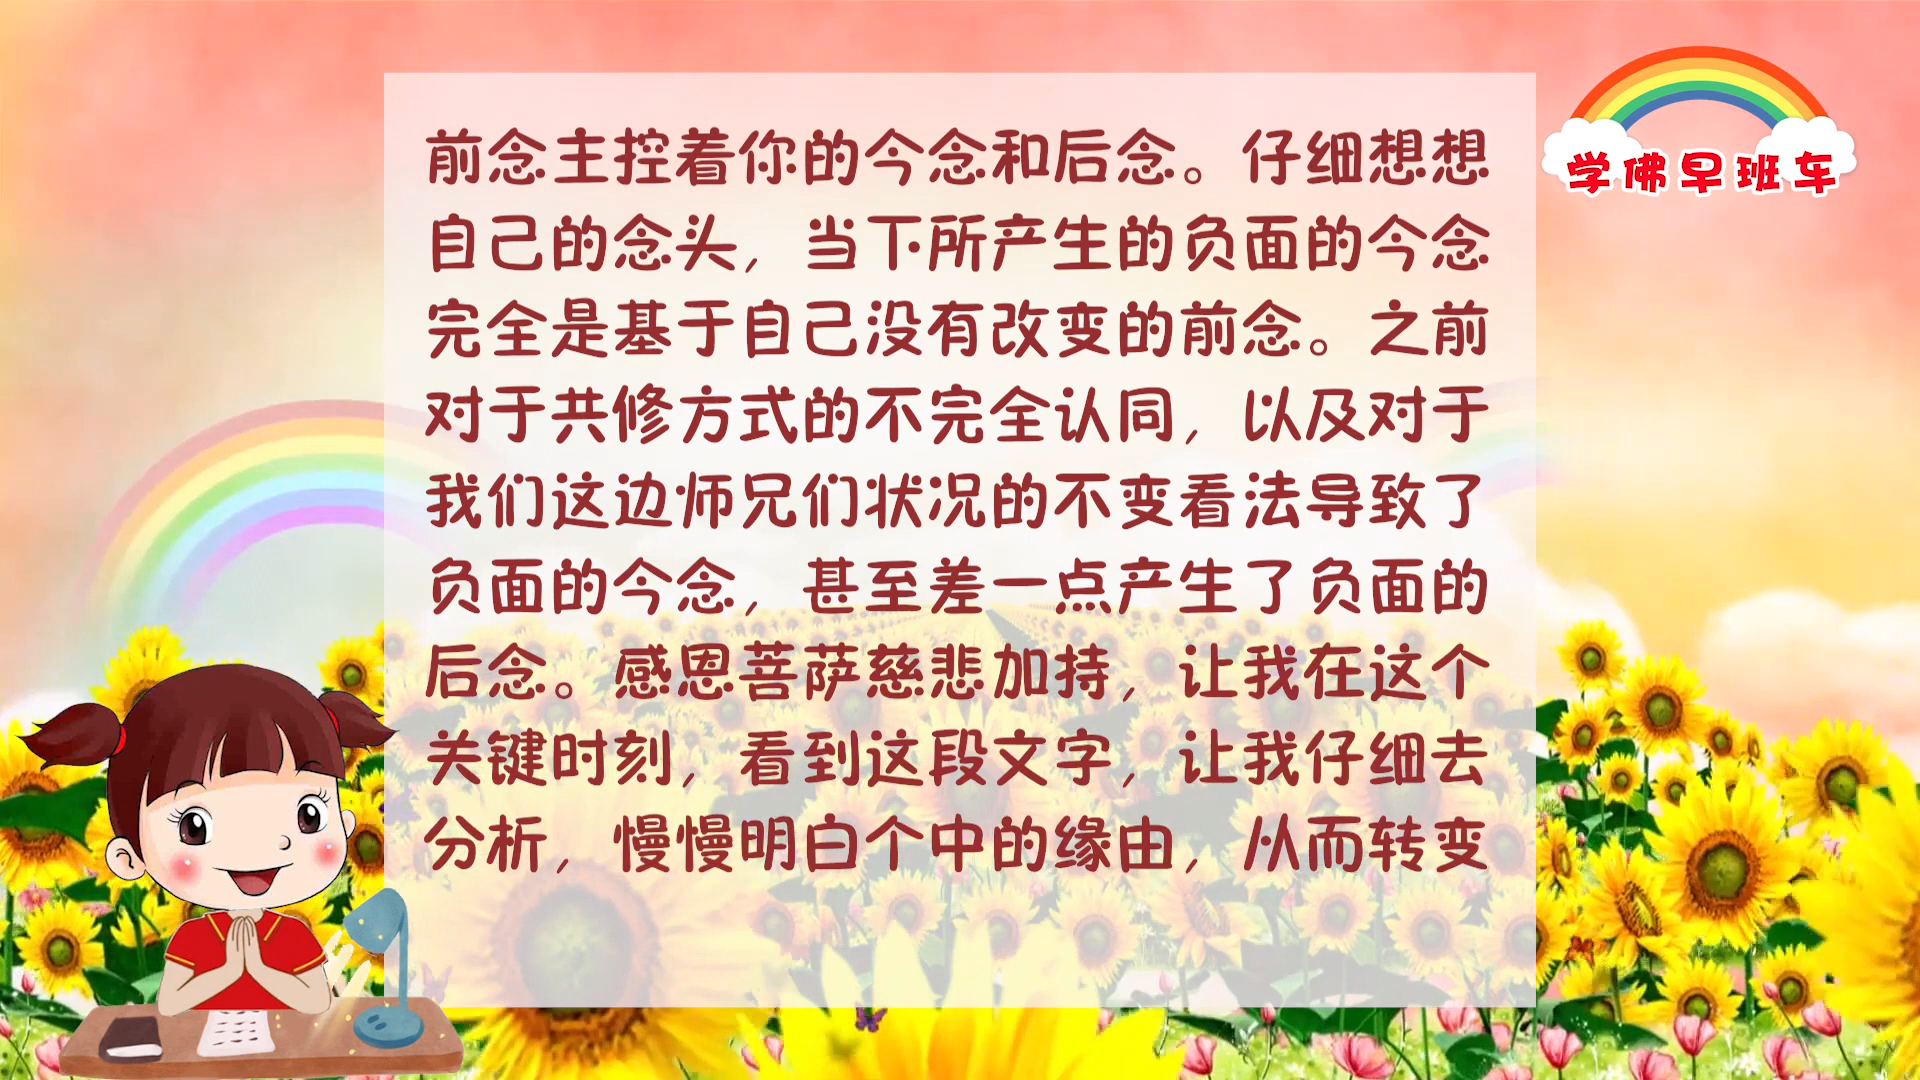 前念主控着你的今念和后念。仔细想想
自己的念头，当下所产生的负面的今念
完全是基于自己没有改变的前念。之前
对于共修方式的不完全认同，以及对于
我们这边师兄们状况的不变看法导致了
负面的今念，甚至差一点产生了负面的
后念。感恩菩萨慈悲加持，让我在这个
关键时刻，看到这段文字，让我仔细去
分析，慢慢明白个中的缘由，从而转变
学佛早班车